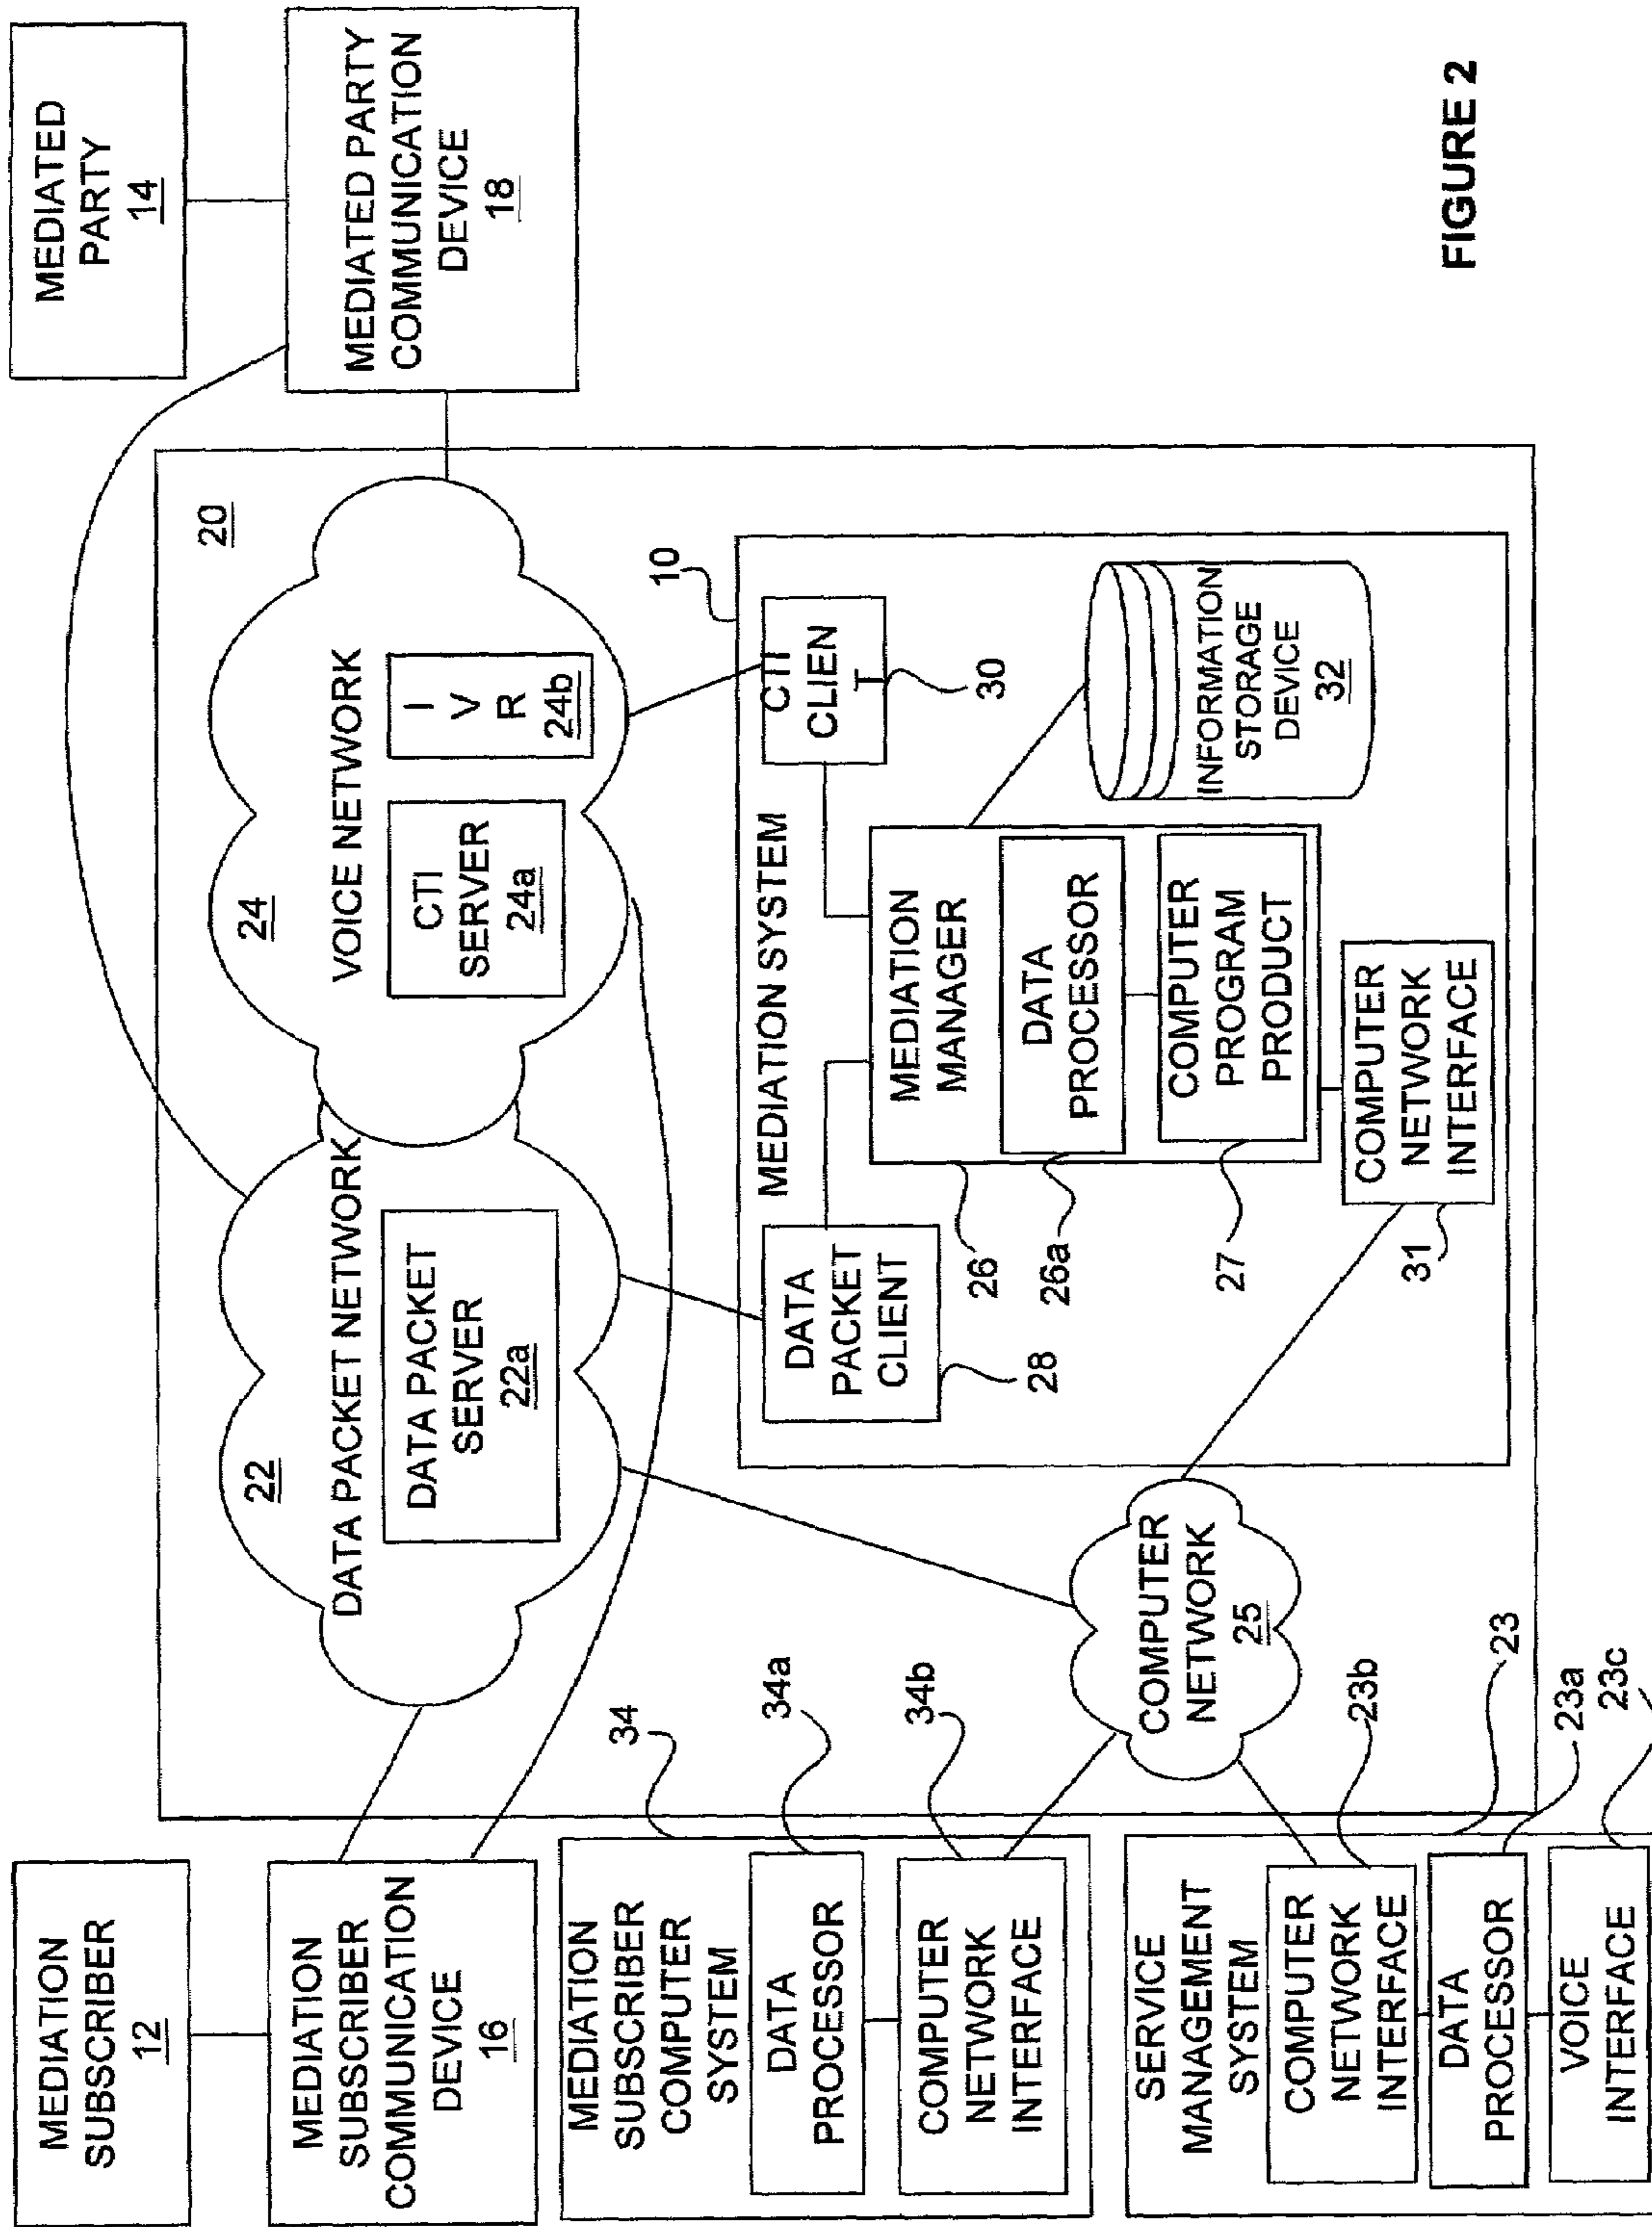 MEDIATION
SUBSCRIBER
12
MEDIATION
SUBSCRIBER
COMMUNICATION
DEVICE
16
MEDIATED
PARTY
14
MEDIATED PARTY
COMMUNICATION
DEVICE
18
20
22
DATA PACKET NETWORK
DATA PACKET
SERVER
22a
24
VOICE NETWORK
CTI
SERVER
24a
I
V
R
24b
MEDIATION
SUBSCRIBER
COMPUTER
SYSTEM
34
DATA
PROCESSOR
34a
COMPUTER
NETWORK
INTERFACE
34b
MEDIATION SYSTEM
10
DATA
PACKET
CLIENT
28
CTI
CLIEN
T
30
MEDIATION
MANAGER
26
DATA
PROCESSOR
26a
COMPUTER
PROGRAM
PRODUCT
27
INFORMATION
STORAGE
DEVICE
32
COMPUTER
NETWORK
INTERFACE
31
COMPUTER
NETWORK
25
SERVICE
MANAGEMENT
SYSTEM
23
COMPUTER
NETWORK
INTERFACE
23b
DATA
PROCESSOR
23a
VOICE
INTERFACE
23c
FIGURE 2